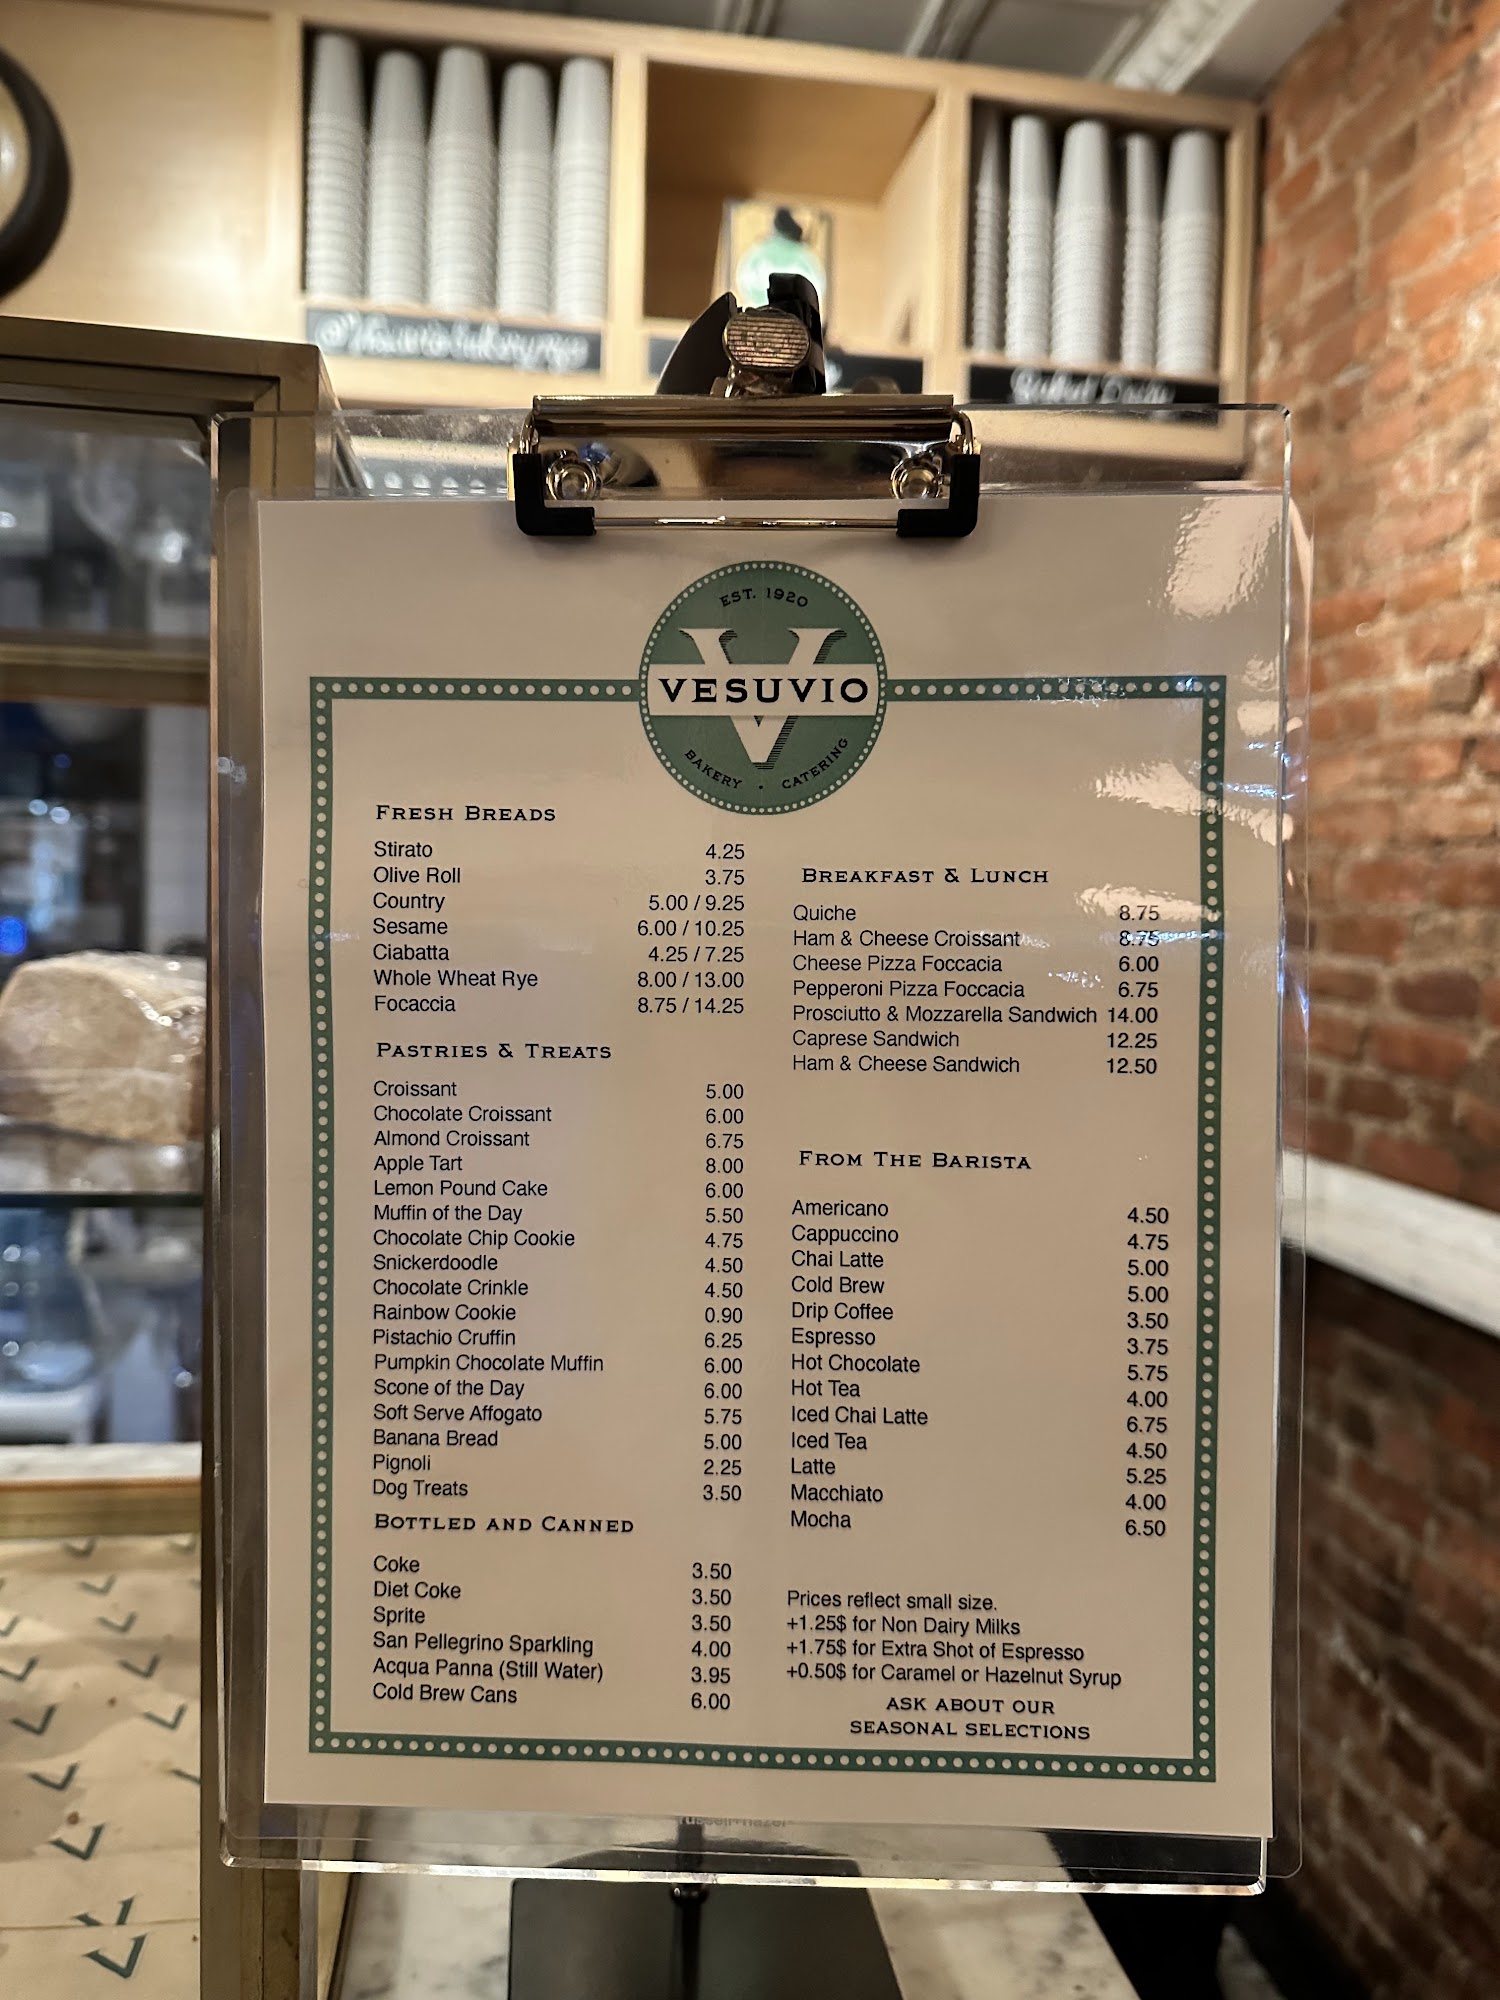 EST. 1920
VESUVIO
BAKERY · CATERING
FRESH BREADS
Stirato 4.25
Olive Roll 3.75
Country 5.00 / 9.25
Sesame 6.00 / 10.25
Ciabatta 4.25 / 7.25
Whole Wheat Rye 8.00 / 13.00
Focaccia 8.75 / 14.25
PASTRIES & TREATS
Croissant 5.00
Chocolate Croissant 6.00
Almond Croissant 6.75
Apple Tart 8.00
Lemon Pound Cake 6.00
Muffin of the Day 5.50
Chocolate Chip Cookie 4.75
Snickerdoodle 4.50
Chocolate Crinkle 4.50
Rainbow Cookie 0.90
Pistachio Cruffin 6.25
Pumpkin Chocolate Muffin 6.00
Scone of the Day 6.00
Soft Serve Affogato 5.75
Banana Bread 5.00
Pignoli 2.25
Dog Treats 3.50
BOTTLED AND CANNED
Coke 3.50
Diet Coke 3.50
Sprite 3.50
San Pellegrino Sparkling 4.00
Acqua Panna (Still Water) 3.95
Cold Brew Cans 6.00
BREAKFAST & LUNCH
Quiche 8.75
Ham & Cheese Croissant 8.75
Cheese Pizza Foccacia 6.00
Pepperoni Pizza Foccacia 6.75
Prosciutto & Mozzarella Sandwich 14.00
Caprese Sandwich 12.25
Ham & Cheese Sandwich 12.50
FROM THE BARISTA
Americano 4.50
Cappuccino 4.75
Chai Latte 5.00
Cold Brew 5.00
Drip Coffee 3.50
Espresso 3.75
Hot Chocolate 5.75
Hot Tea 4.00
Iced Chai Latte 6.75
Iced Tea 4.50
Latte 5.25
Macchiato 4.00
Mocha 6.50
Prices reflect small size.
+1.25$ for Non Dairy Milks
+1.75$ for Extra Shot of Espresso
+0.50$ for Caramel or Hazelnut Syrup
ASK ABOUT OUR
SEASONAL SELECTIONS